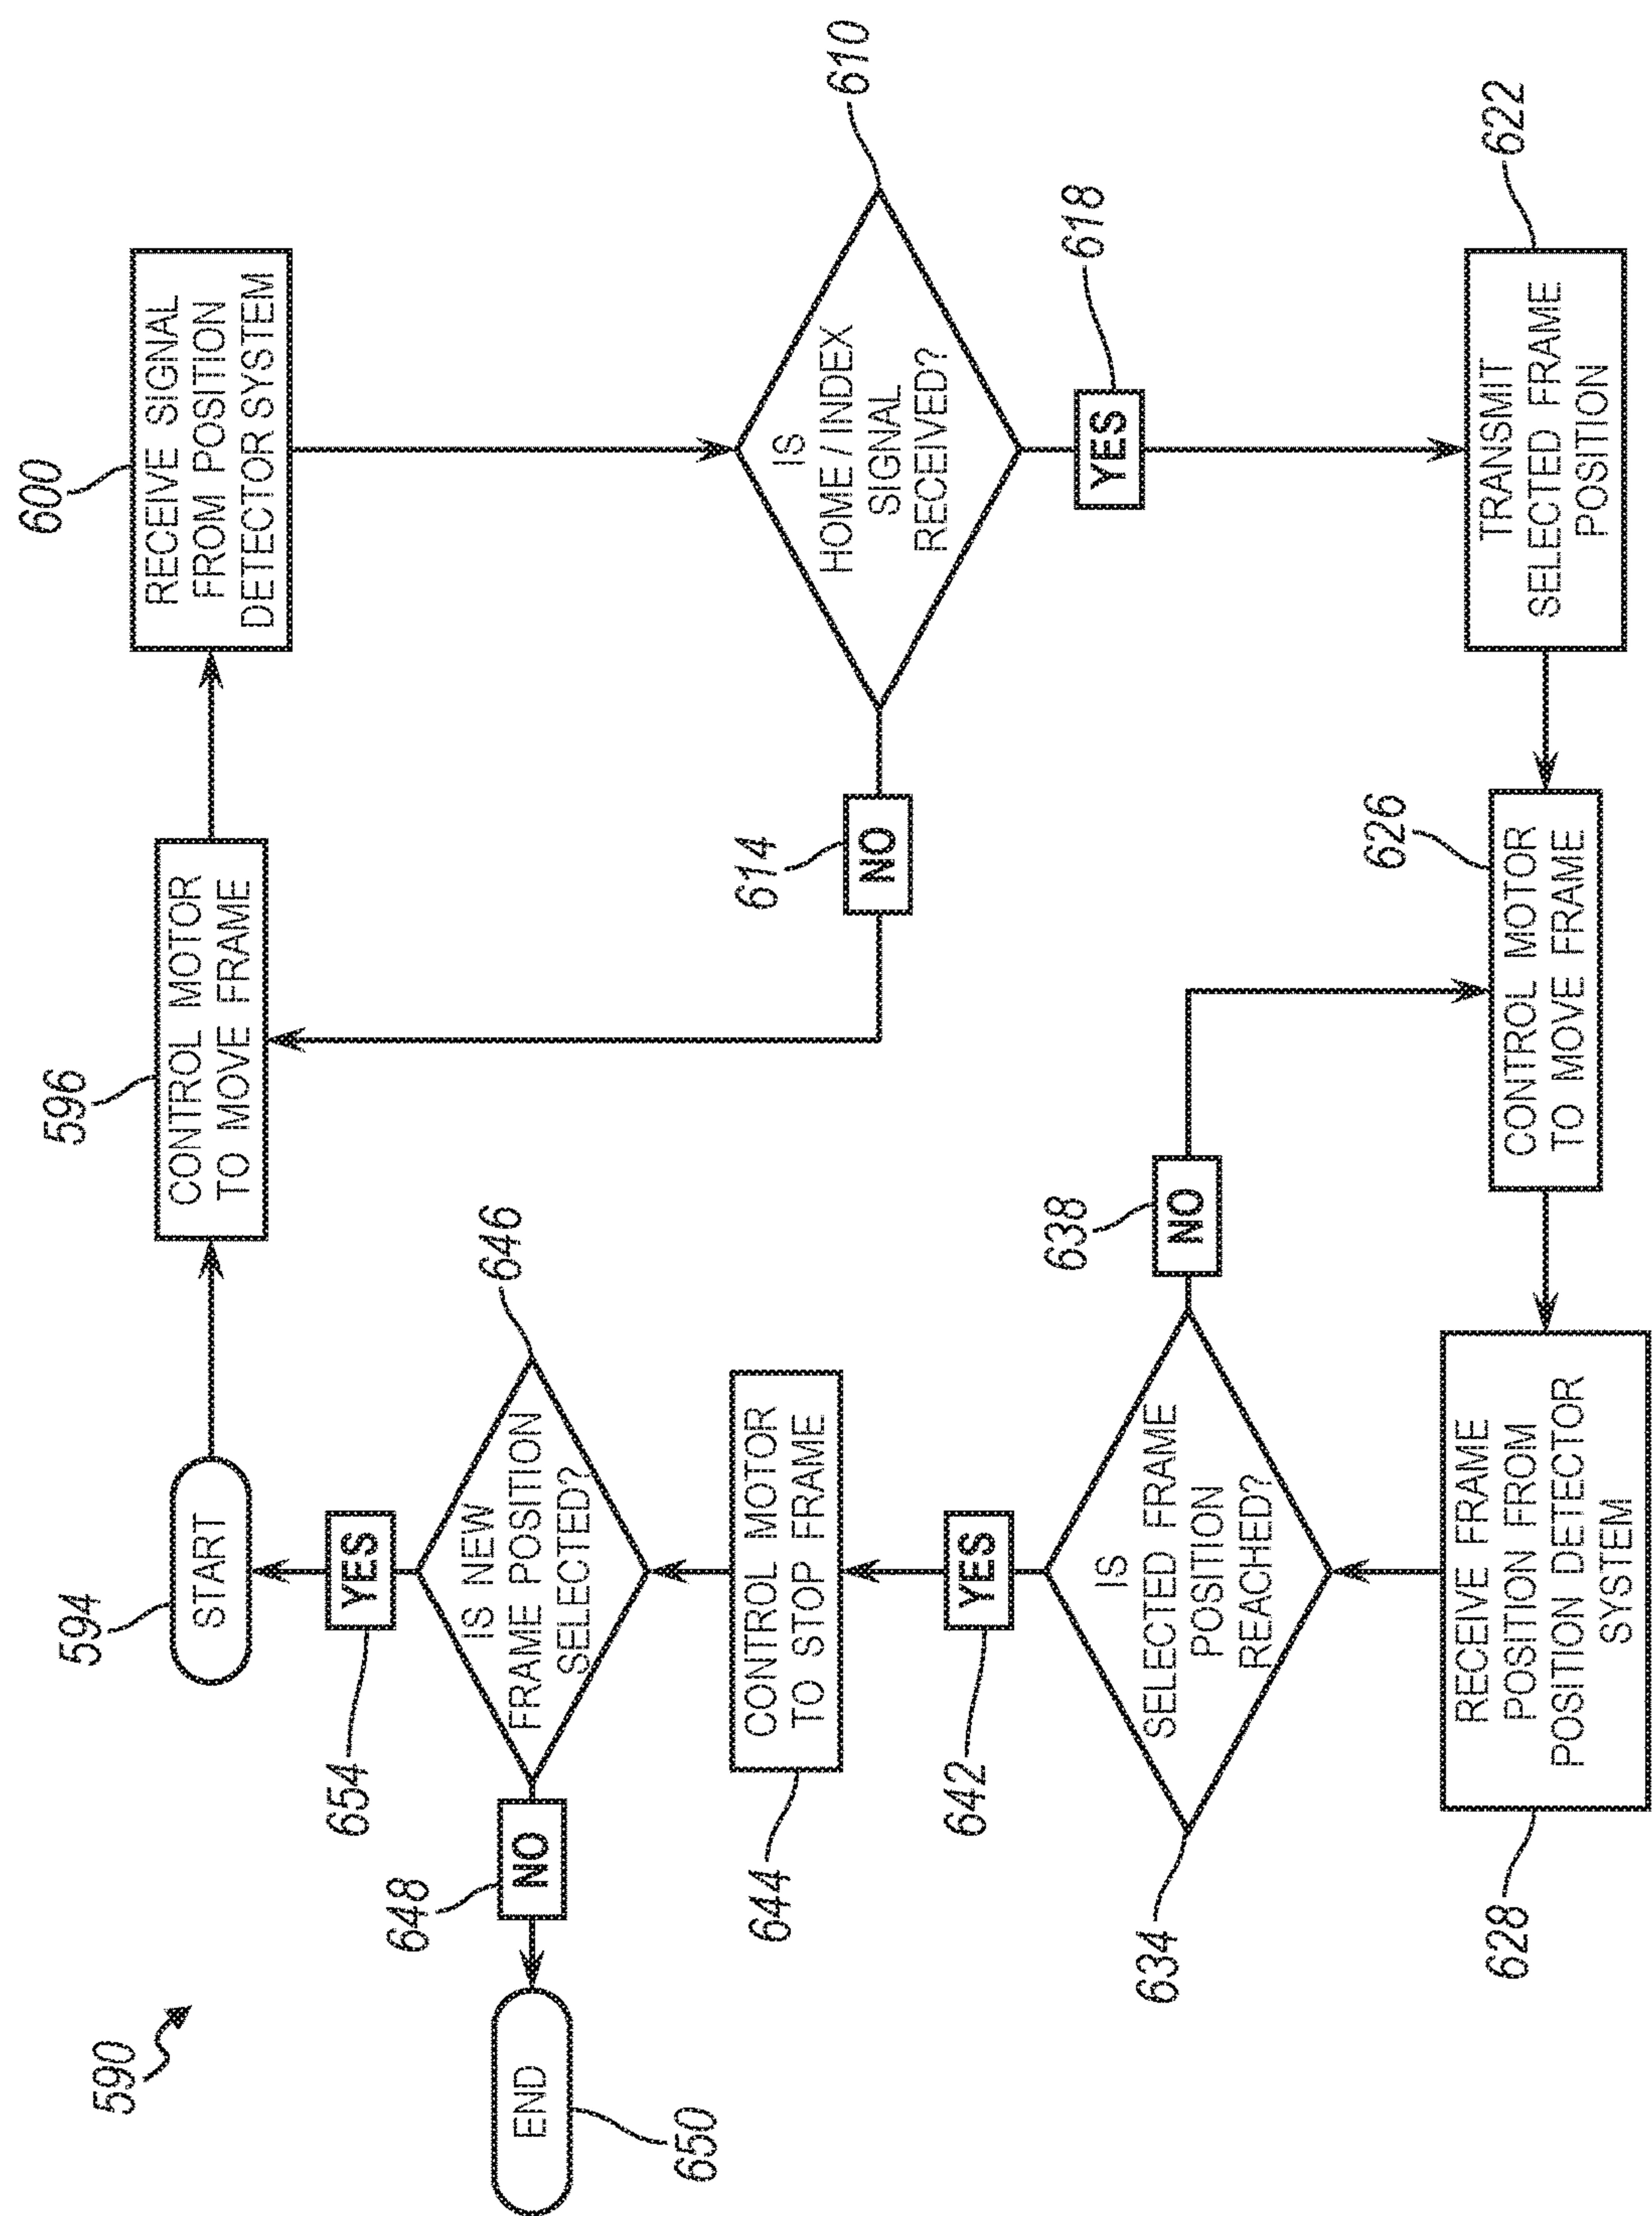 590
594
START
596
CONTROL MOTOR
TO MOVE FRAME
600
RECEIVE SIGNAL
FROM POSITION
DETECTOR SYSTEM
610
IS
HOME / INDEX
SIGNAL
RECEIVED?
614
NO
618
YES
622
TRANSMIT
SELECTED FRAME
POSITION
626
CONTROL MOTOR
TO MOVE FRAME
628
RECEIVE FRAME
POSITION FROM
POSITION DETECTOR
SYSTEM
634
IS
SELECTED FRAME
POSITION
REACHED?
638
NO
642
YES
644
CONTROL MOTOR
TO STOP FRAME
646
IS NEW
FRAME POSITION
SELECTED?
648
NO
650
END
654
YES